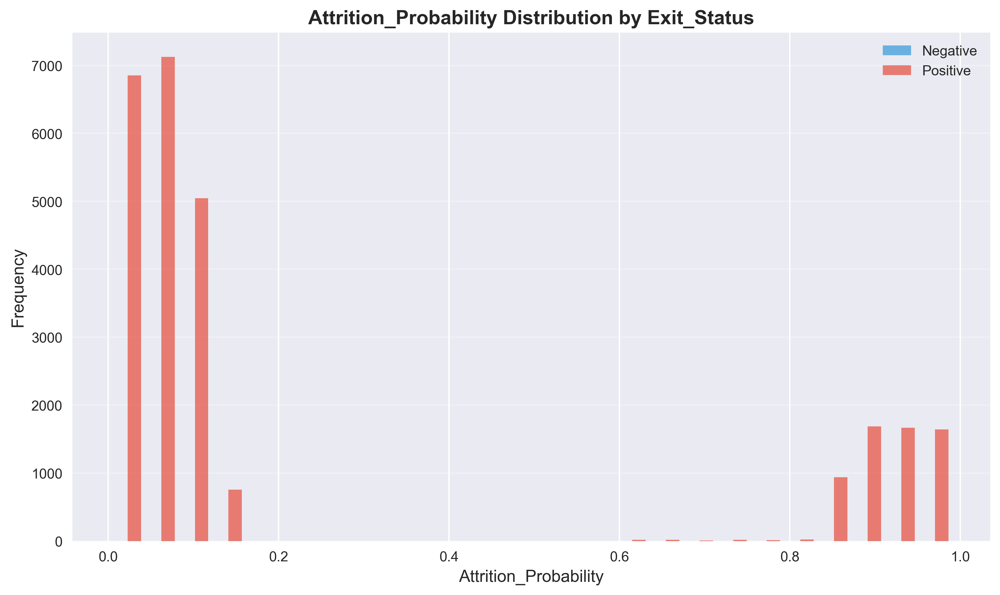 Attrition_Probability Distribution by Exit_Status
Negative
Positive
7000
6000
5000
4000
3000
2000
1000
0
Frequency
0.0 0.2 0.4 0.6 0.8 1.0
Attrition_Probability